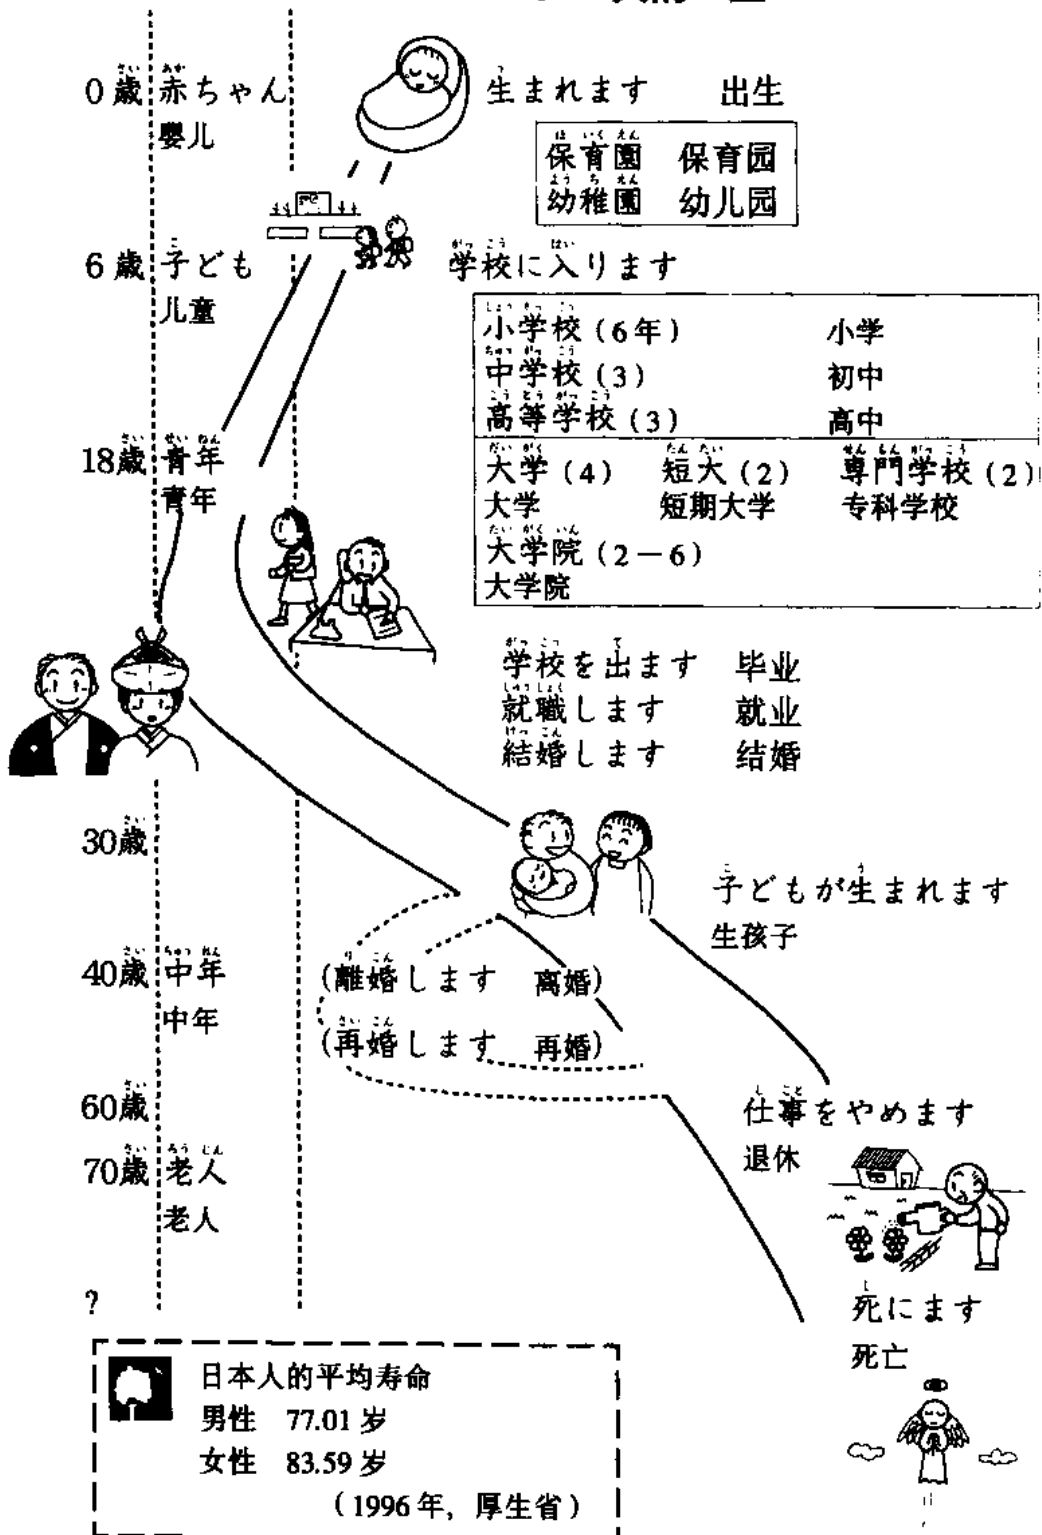 0歳 赤ちゃん 生まれます 出生
婴儿
保育園 保育园
幼稚園 幼儿园
6歳 子ども 学校に入ります
儿童
小学校(6年) 小学
中学校(3) 初中
高等学校(3) 高中
18歳 青年
青年
大学(4) 短大(2) 専門学校(2)
大学 短期大学 专科学校
大学院(2-6)
大学院
学校を出ます 毕业
就職します 就业
結婚します 结婚
30歳
子どもが生まれます
生孩子
40歳 中年
中年
(離婚します 离婚)
(再婚します 再婚)
60歳
仕事をやめます
退休
70歳 老人
老人
?
死にます
死亡
日本人的平均寿命
男性 77.01岁
女性 83.59岁
(1996年，厚生省)